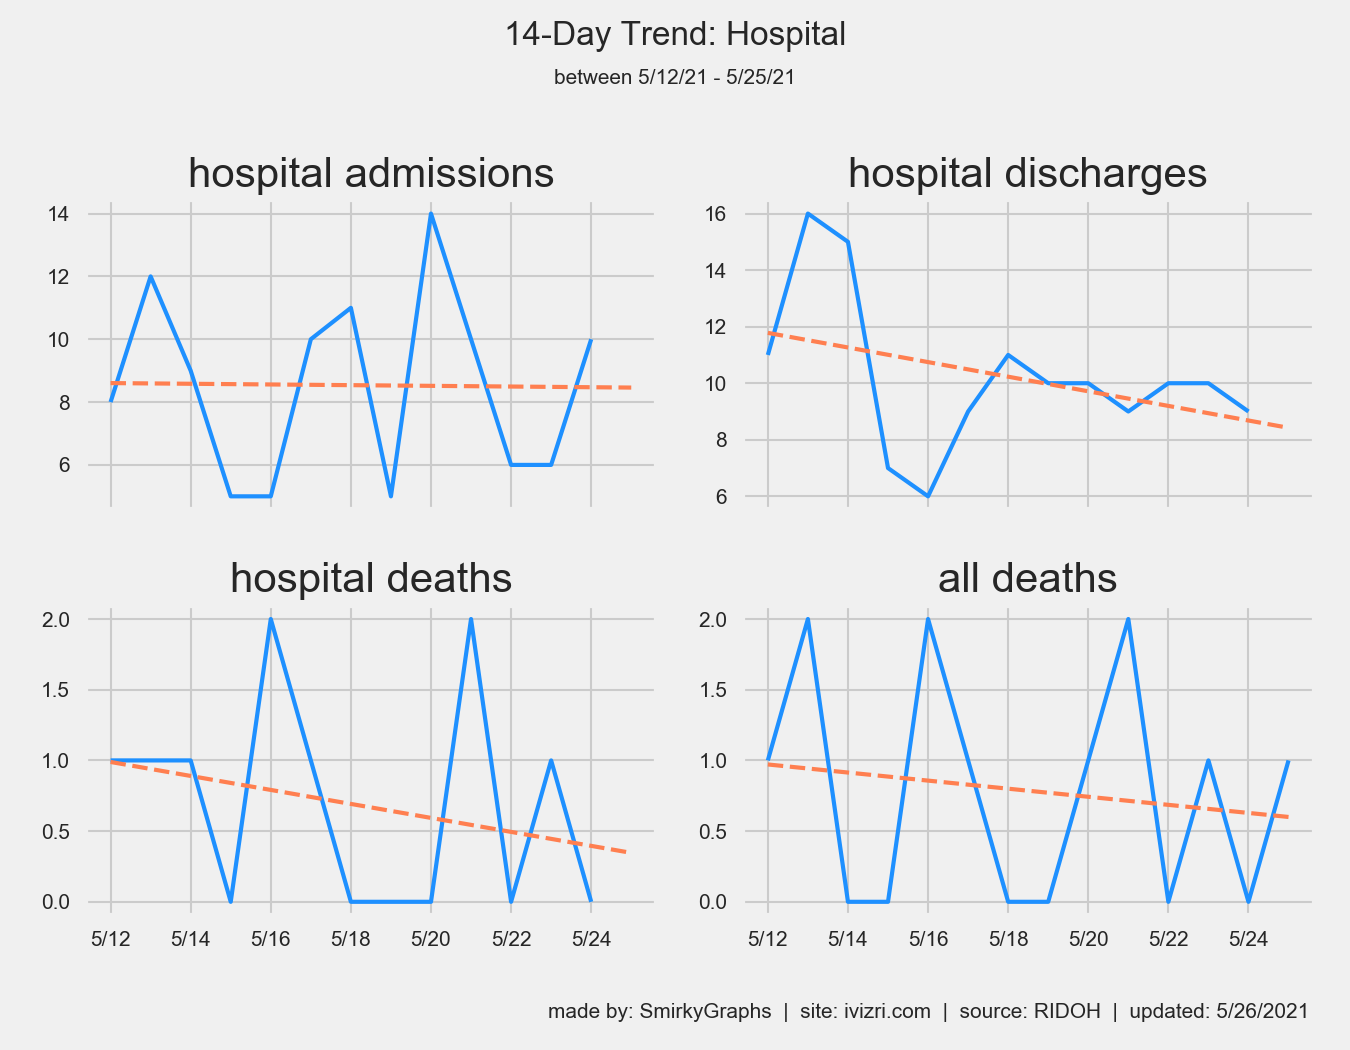 14-Day Trend: Hospital
between 5/12/21 - 5/25/21
hospital admissions
14
12
10
8
6
hospital discharges
16
14
12
10
8
6
hospital deaths
2.0
1.5
1.0
0.5
0.0
5/12 5/14 5/16 5/18 5/20 5/22 5/24
all deaths
2.0
1.5
1.0
0.5
0.0
5/12 5/14 5/16 5/18 5/20 5/22 5/24
made by: SmirkyGraphs | site: ivizri.com | source: RIDOH | updated: 5/26/2021